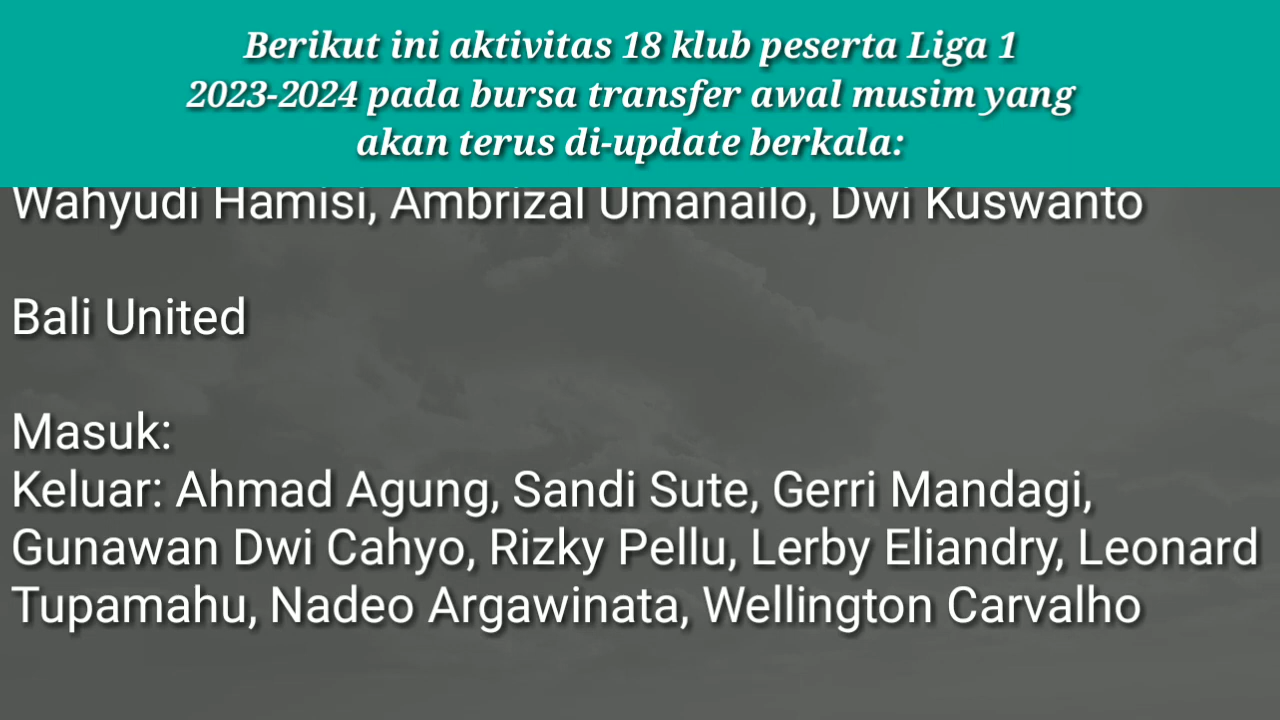 Berikut ini aktivitas 18 klub peserta Liga 1
2023-2024 pada bursa transfer awal musim yang
akan terus di-update berkala:
Wahyudi Hamisi, Ambrizal Umanailo, Dwi Kuswanto
Bali United
Masuk:
Keluar: Ahmad Agung, Sandi Sute, Gerri Mandagi,
Gunawan Dwi Cahyo, Rizky Pellu, Lerby Eliandry, Leonard
Tupamahu, Nadeo Argawinata, Wellington Carvalho